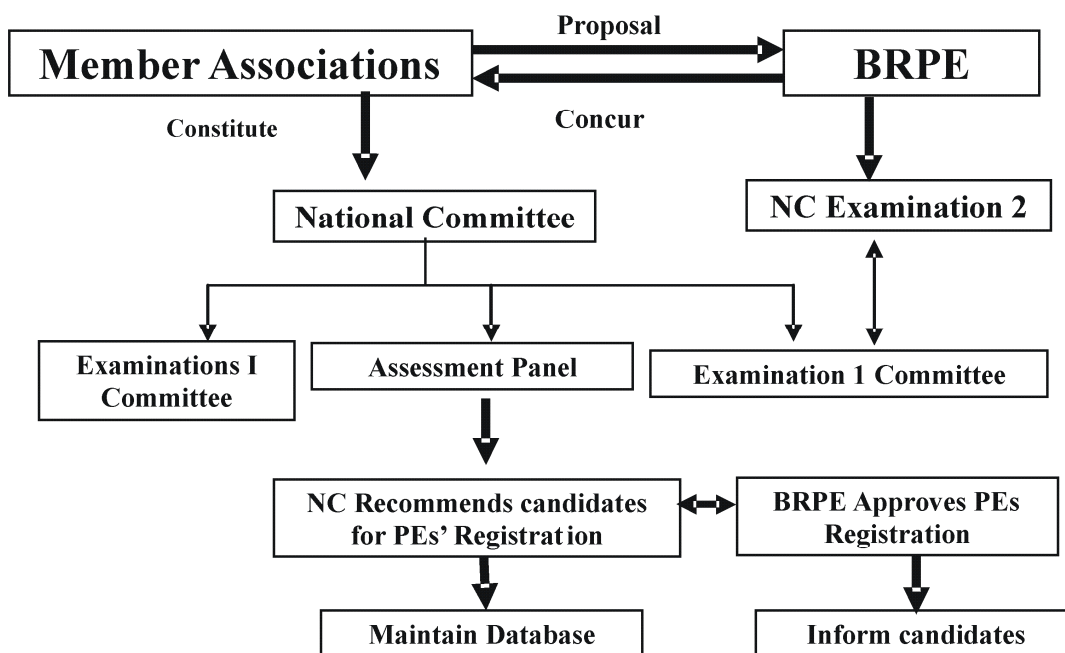 Proposal
Member Associations
BRPE
Constitute
Concur
National Committee
NC Examination 2
Examinations I
Committee
Assessment Panel
Examination 1 Committee
NC Recommends candidates
for PEs’ Registration
BRPE Approves PEs
Registration
Maintain Database
Inform candidates